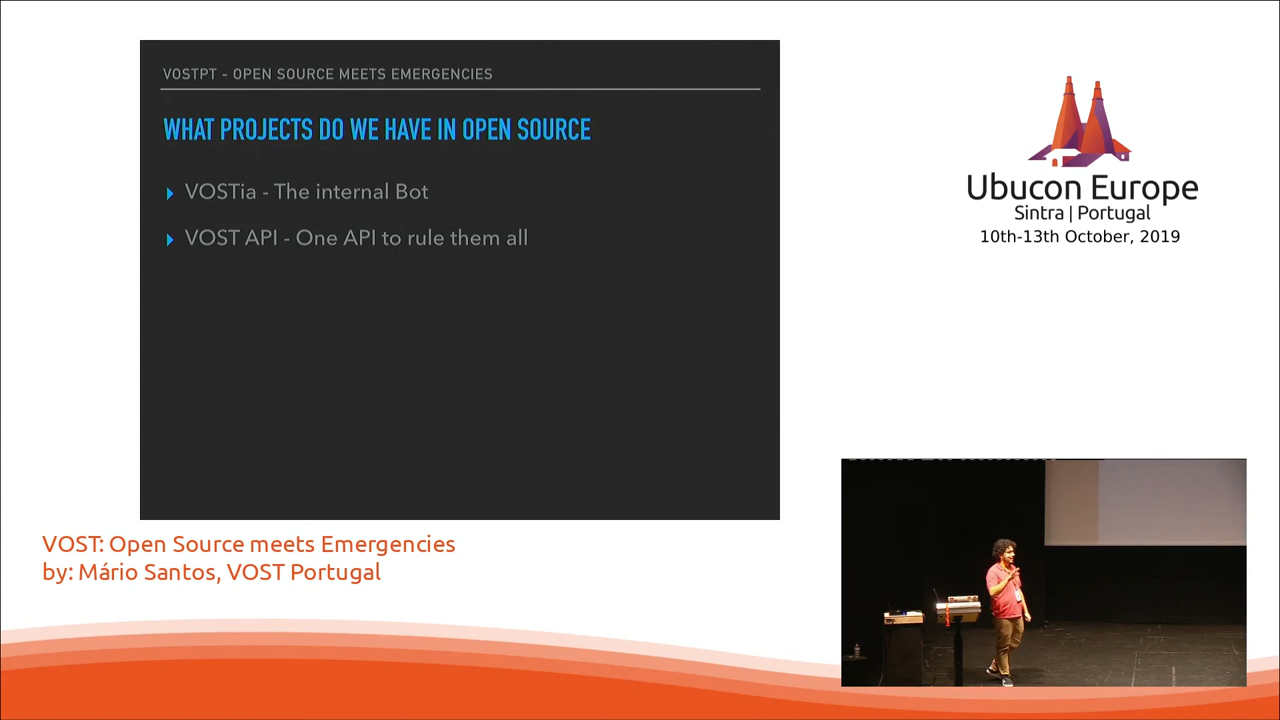 VOSTPT - OPEN SOURCE MEETS EMERGENCIES
WHAT PROJECTS DO WE HAVE IN OPEN SOURCE
VOSTia - The internal Bot
VOST API - One API to rule them all
Ubucon Europe
Sintra | Portugal
10th-13th October, 2019
VOST: Open Source meets Emergencies
by: Mário Santos, VOST Portugal